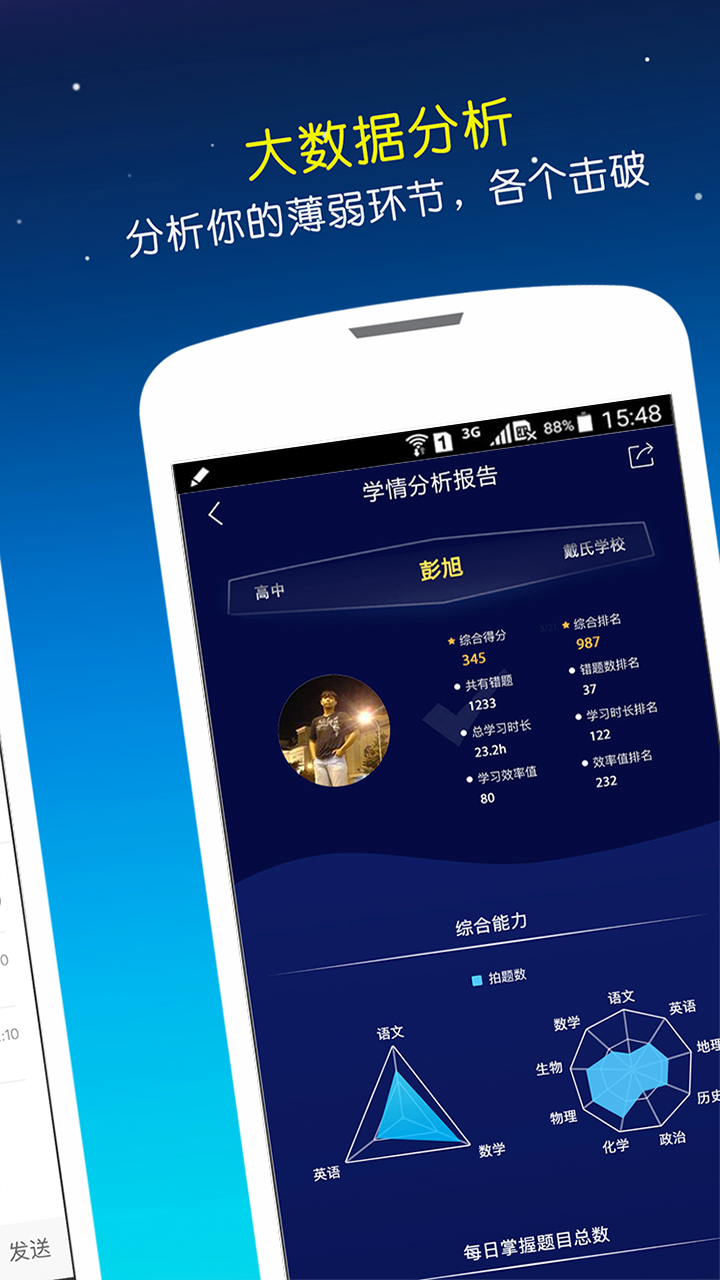 大数据分析
分析你的薄弱环节，各个击破
1 3G 88% 15:48
学情分析报告
高中 彭旭 戴氏学校
综合得分 综合排名
345 987
共有错题 错题数排名
1233 37
总学习时长 学习时长排名
23.2h 122
学习效率值 效率值排名
80 232
综合能力
拍题数
语文
数学
英语
语文
英语
地理
历史
政治
化学
物理
生物
数学
每日掌握题目总数
0
:10
发送